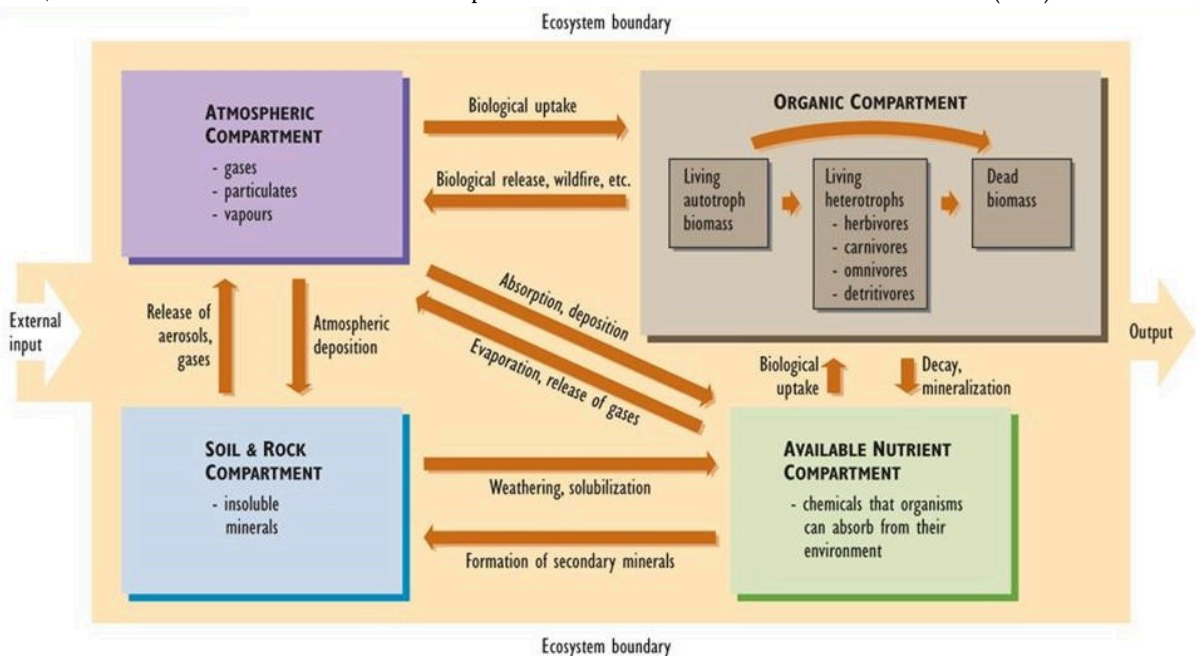 Ecosystem boundary
ATMOSPHERIC
COMPARTMENT
- gases
- particulates
- vapours
Biological uptake
Biological release, wildfire, etc.
ORGANIC COMPARTMENT
Living
autotroph
biomass
Living
heterotrophs
- herbivores
- carnivores
- omnivores
- detritivores
Dead
biomass
External
input
Release of
aerosols,
gases
Atmospheric
deposition
Absorption, deposition
Evaporation, release of gases
Biological
uptake
Decay,
mineralization
Output
SOIL & ROCK
COMPARTMENT
- insoluble
minerals
Weathering, solubilization
Formation of secondary minerals
AVAILABLE NUTRIENT
COMPARTMENT
- chemicals that organisms
can absorb from their
environment
Ecosystem boundary